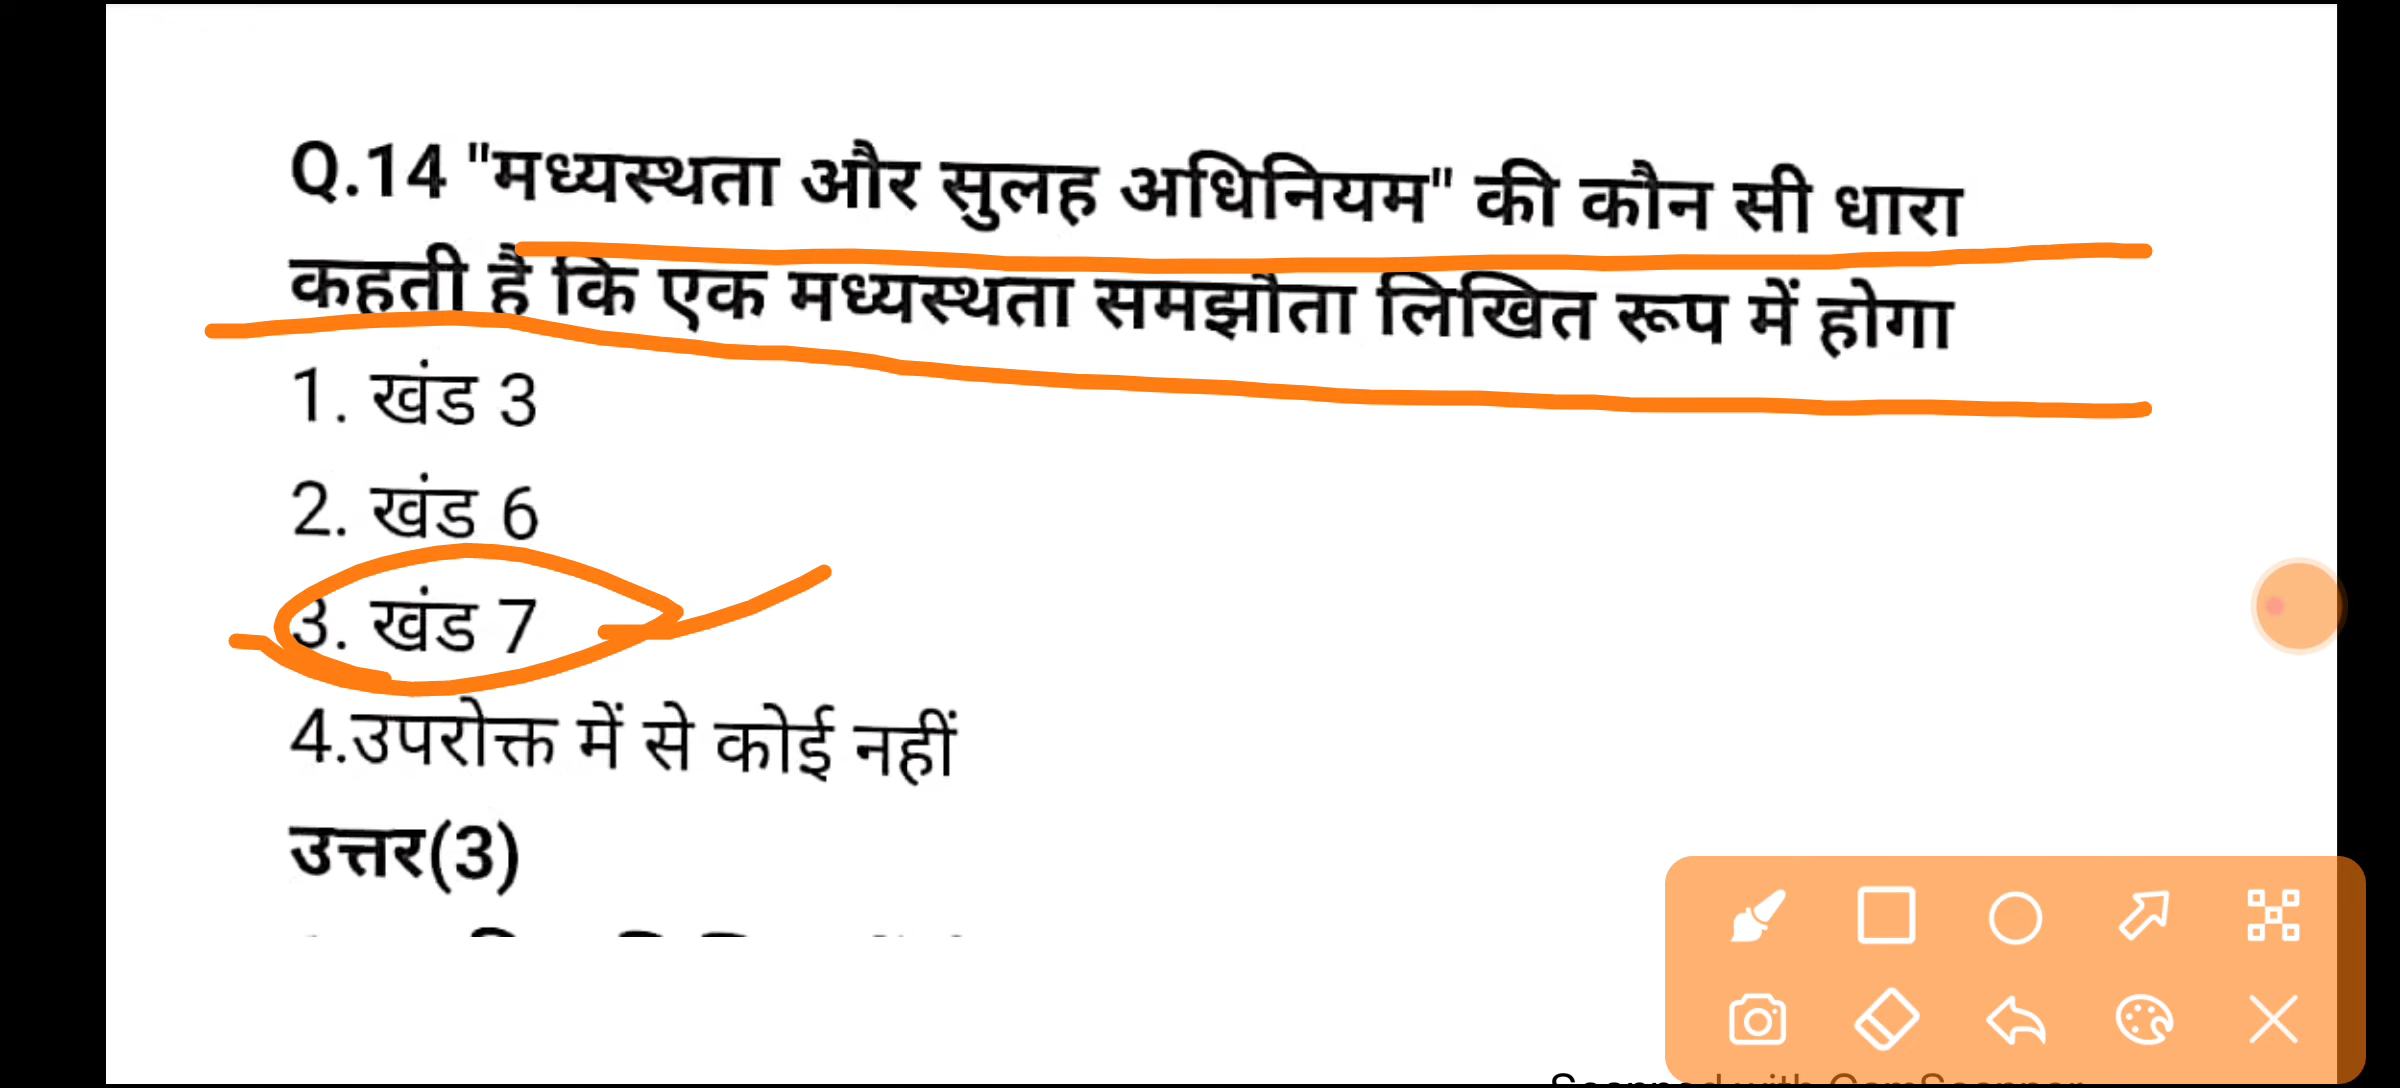 Q.14 "मध्यस्थता और सुलह अधिनियम" की कौन सी धारा
कहती है कि एक मध्यस्थता समझौता लिखित रूप में होगा
1. खंड 3
2. खंड 6
3. खंड 7
4.उपरोक्त में से कोई नहीं
उत्तर(3)